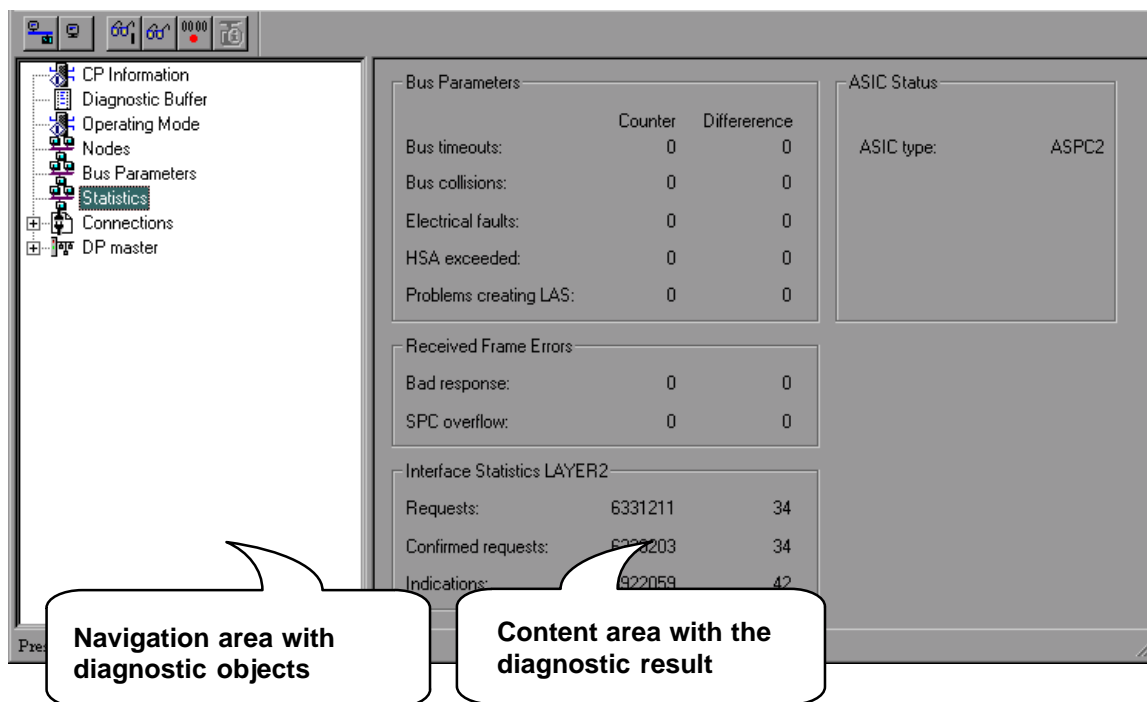 00 00
CP Information
Diagnostic Buffer
Operating Mode
Nodes
Bus Parameters
Statistics
Connections
DP master
Bus Parameters
Counter Differerence
Bus timeouts: 0 0
Bus collisions: 0 0
Electrical faults: 0 0
HSA exceeded: 0 0
Problems creating LAS: 0 0
ASIC Status
ASIC type: ASPC2
Received Frame Errors
Bad response: 0 0
SPC overflow: 0 0
Interface Statistics LAYER2
Requests: 6331211 34
Confirmed requests: 34
Indications: 42
Navigation area with
diagnostic objects
Content area with the
diagnostic result